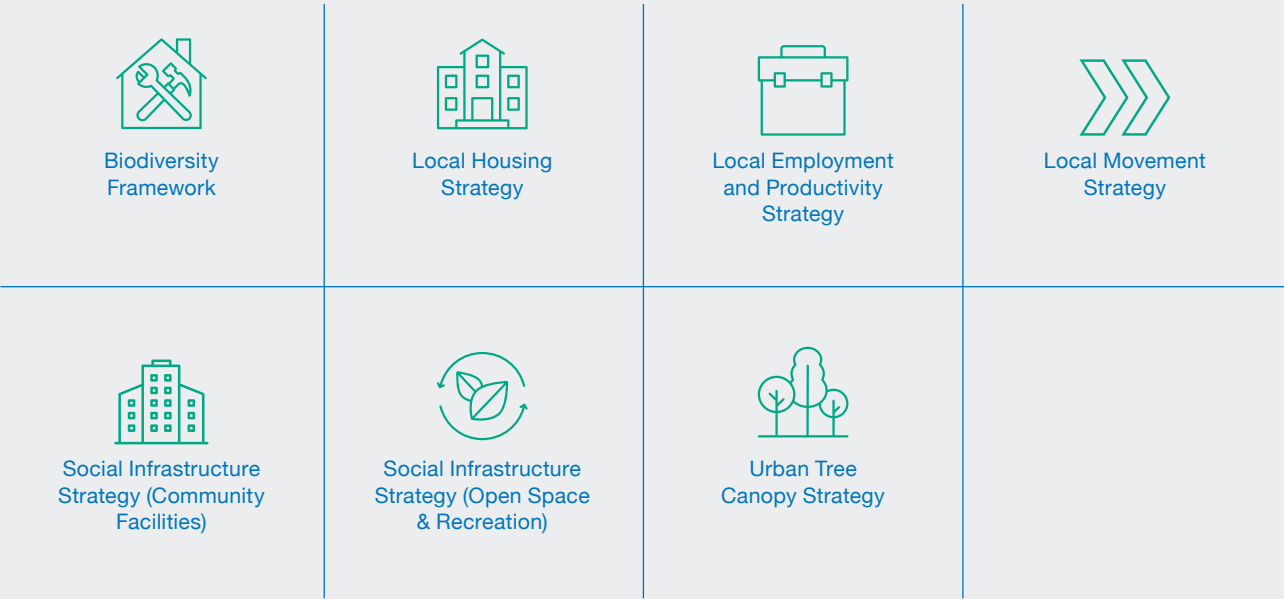 Biodiversity
Framework
Local Housing
Strategy
Local Employment
and Productivity
Strategy
Local Movement
Strategy
Social Infrastructure
Strategy (Community
Facilities)
Social Infrastructure
Strategy (Open Space
& Recreation)
Urban Tree
Canopy Strategy